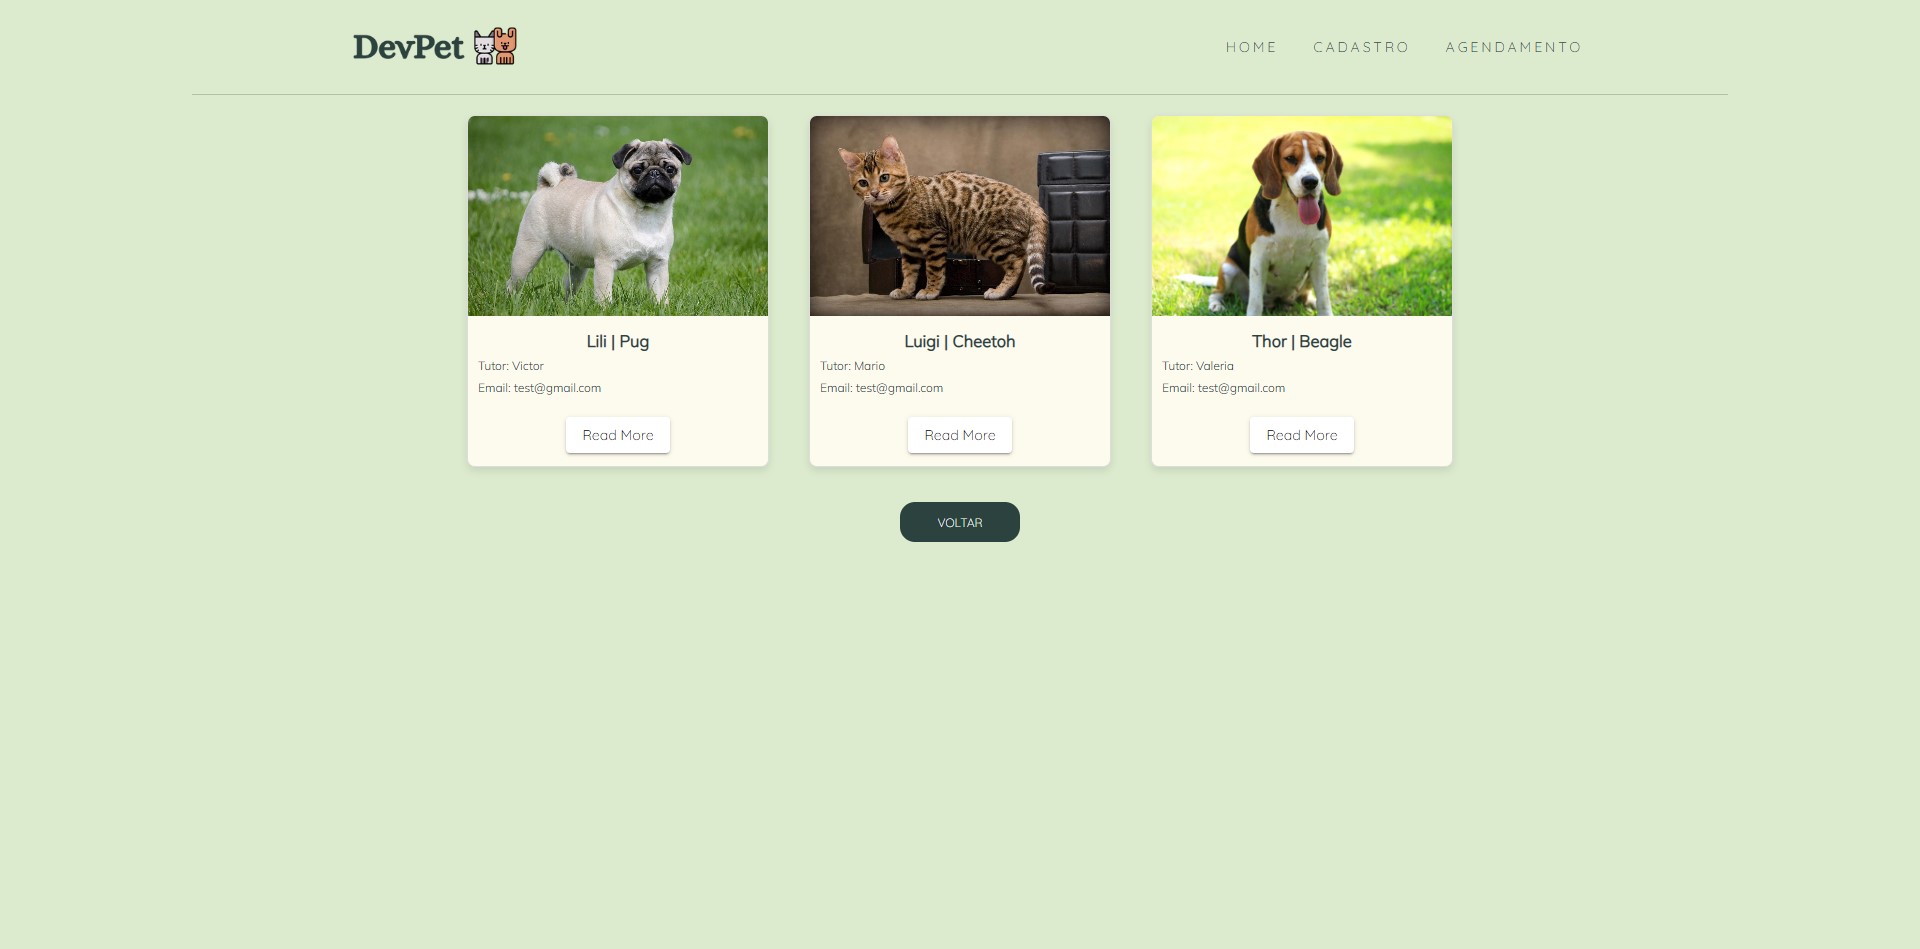 DevPet
HOME CADASTRO AGENDAMENTO
Lili | Pug
Tutor: Victor
Email: test@gmail.com
Read More
Luigi | Cheetoh
Tutor: Mario
Email: test@gmail.com
Read More
Thor | Beagle
Tutor: Valeria
Email: test@gmail.com
Read More
VOLTAR